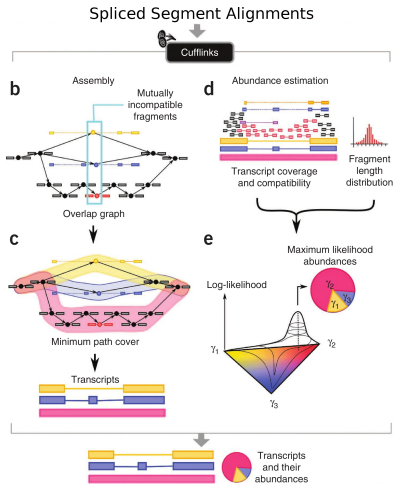 Spliced Segment Alignments
Cufflinks
b
Assembly
Mutually
incompatible
fragments
Overlap graph
c
Minimum path cover
Transcripts
d
Abundance estimation
Transcript coverage
and compatibility
Fragment
length
distribution
e
Maximum likelihood
abundances
Log-likelihood
γ₂
γ₃
γ₁
γ₁
γ₂
γ₃
Transcripts
and their
abundances